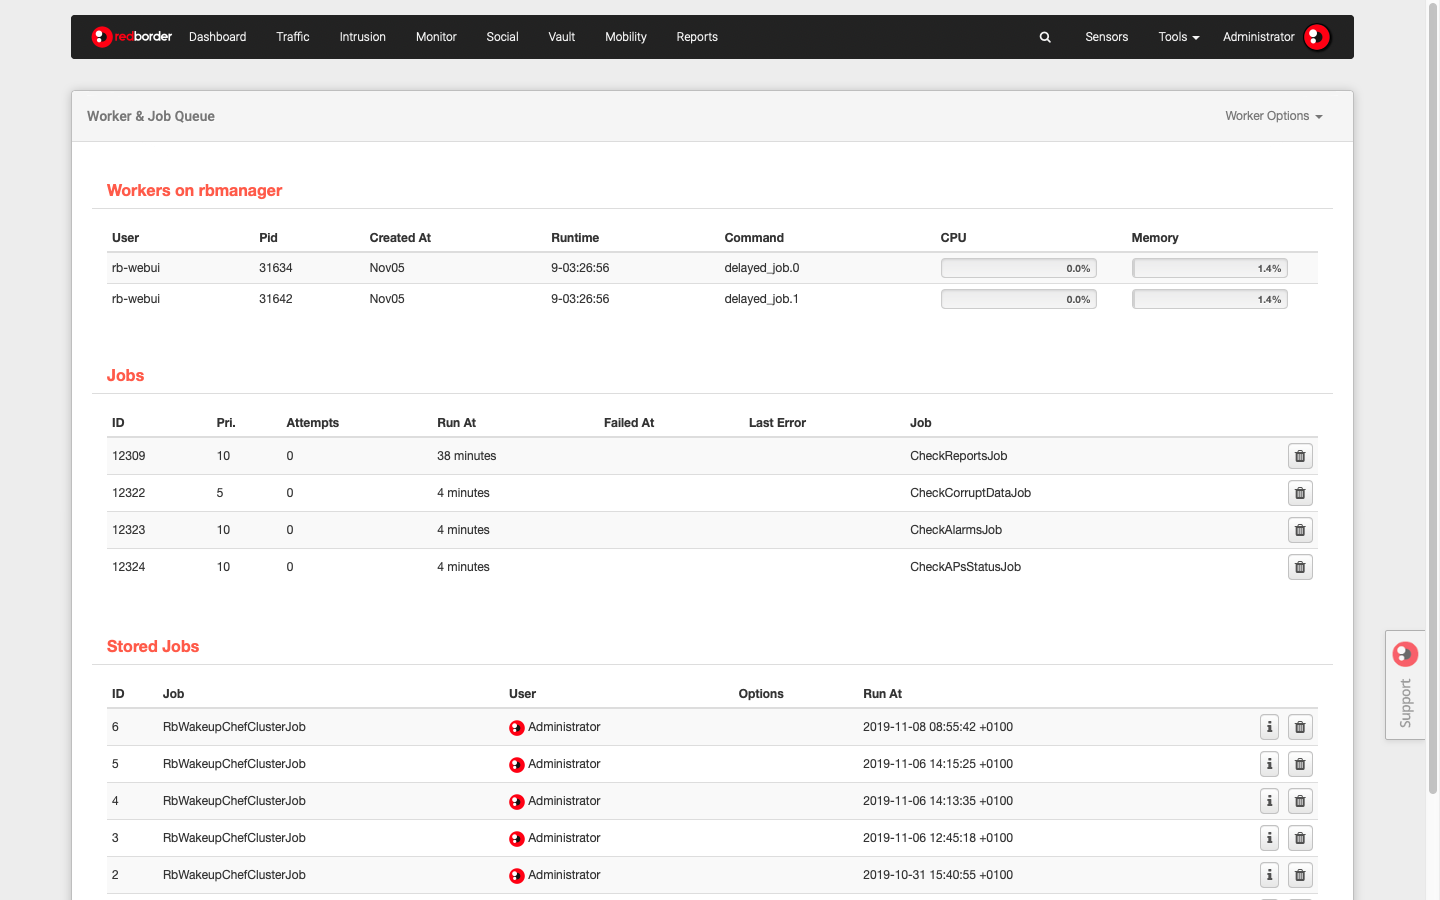 redborder Dashboard Traffic Intrusion Monitor Social Vault Mobility Reports Sensors Tools Administrator
Worker & Job Queue Worker Options
Workers on rbmanager
User Pid Created At Runtime Command CPU Memory
rb-webui 31634 Nov05 9-03:26:56 delayed_job.0 0.0% 1.4%
rb-webui 31642 Nov05 9-03:26:56 delayed_job.1 0.0% 1.4%
Jobs
ID Pri. Attempts Run At Failed At Last Error Job
12309 10 0 38 minutes CheckReportsJob
12322 5 0 4 minutes CheckCorruptDataJob
12323 10 0 4 minutes CheckAlarmsJob
12324 10 0 4 minutes CheckAPsStatusJob
Stored Jobs
ID Job User Options Run At
6 RbWakeupChefClusterJob Administrator 2019-11-08 08:55:42 +0100
5 RbWakeupChefClusterJob Administrator 2019-11-06 14:15:25 +0100
4 RbWakeupChefClusterJob Administrator 2019-11-06 14:13:35 +0100
3 RbWakeupChefClusterJob Administrator 2019-11-06 12:45:18 +0100
2 RbWakeupChefClusterJob Administrator 2019-10-31 15:40:55 +0100
Support